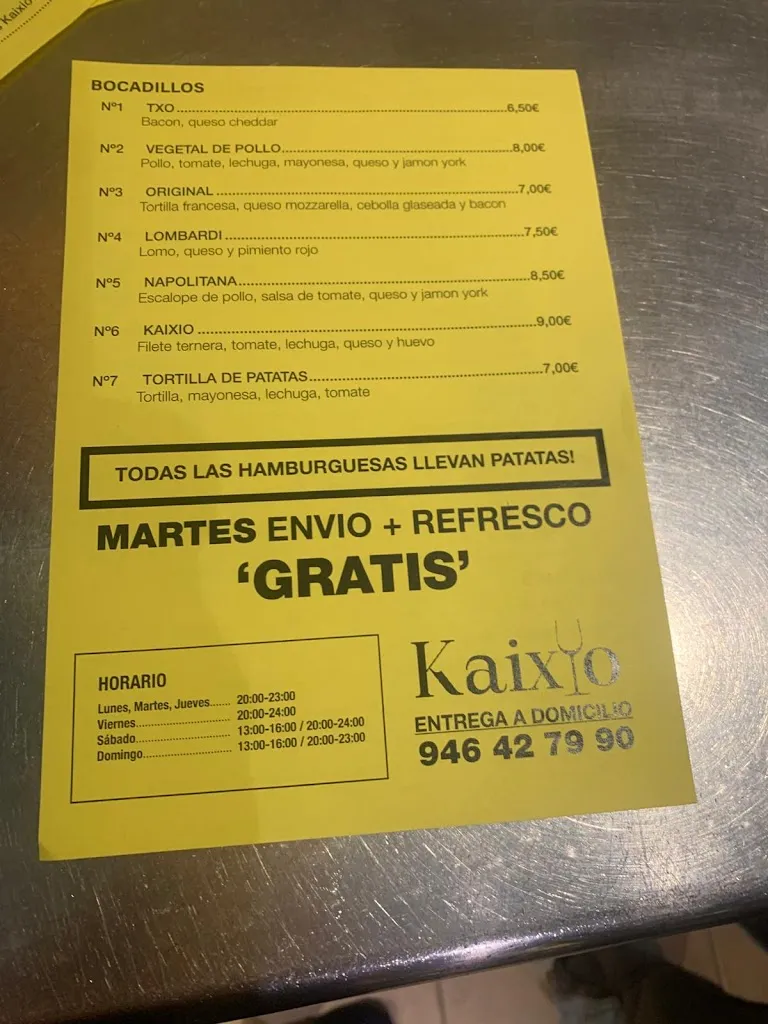 Kaixio
BOCADILLOS
Nº1 TXO..........6,50€
Bacon, queso cheddar
Nº2 VEGETAL DE POLLO..........8,00€
Pollo, tomate, lechuga, mayonesa, queso y jamon york
Nº3 ORIGINAL..........7,00€
Tortilla francesa, queso mozzarella, cebolla glaseada y bacon
Nº4 LOMBARDI..........7,50€
Lomo, queso y pimiento rojo
Nº5 NAPOLITANA..........8,50€
Escalope de pollo, salsa de tomate, queso y jamon york
Nº6 KAIXIO..........9,00€
Filete ternera, tomate, lechuga, queso y huevo
Nº7 TORTILLA DE PATATAS..........7,00€
Tortilla, mayonesa, lechuga, tomate
TODAS LAS HAMBURGUESAS LLEVAN PATATAS!
MARTES ENVIO + REFRESCO
‘GRATIS’
HORARIO
Lunes, Martes, Jueves...... 20:00-23:00
Viernes.......... 20:00-24:00
Sábado.......... 13:00-16:00 / 20:00-24:00
Domingo.......... 13:00-16:00 / 20:00-23:00
Kaixio
ENTREGA A DOMICILIO
946 42 79 90